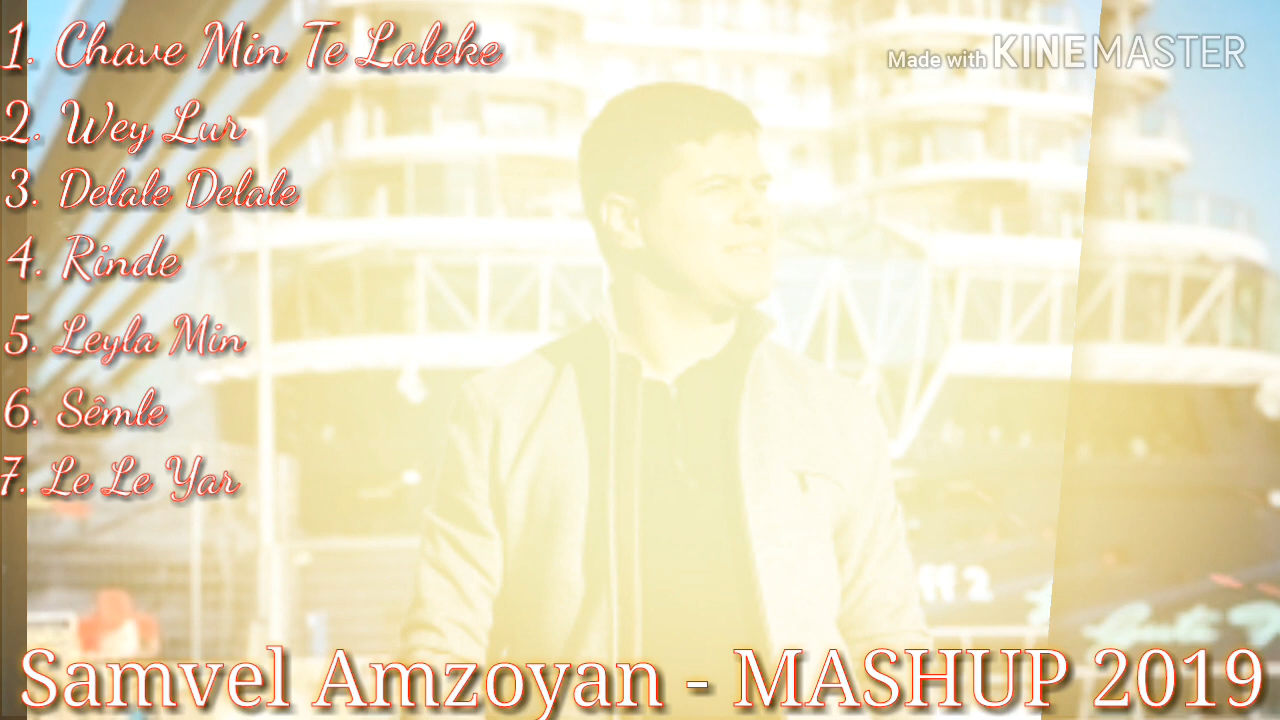 1. Chave Min Te Laleke
Made with KINEMASTER
2. Wey Lur
3. Delale Delale
4. Rinde
5. Leyla Min
6. Sêmle
7. Le Le Yar
Samvel Amzoyan - MASHUP 2019